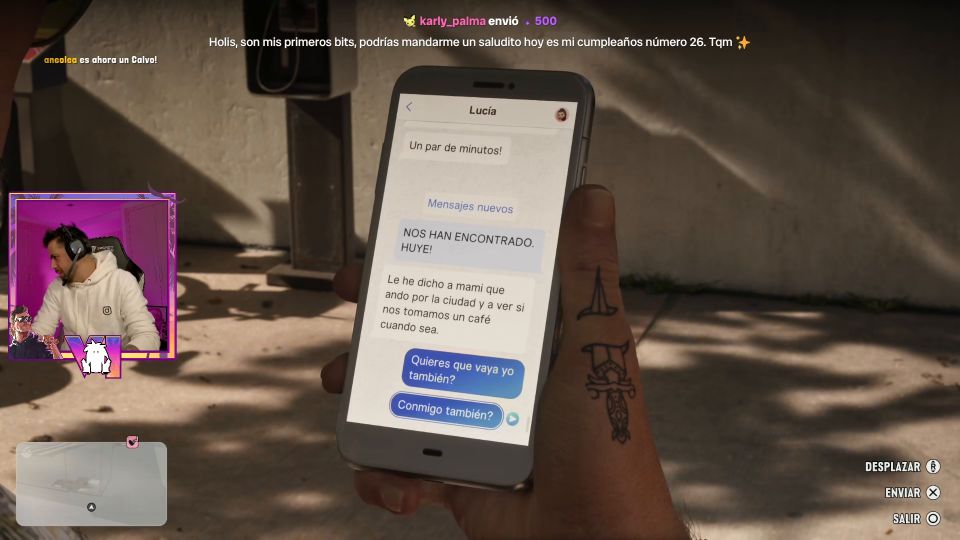 karly_palma envió 500
Holis, son mis primeros bits, podrías mandarme un saludito hoy es mi cumpleaños número 26. Tqm
aneolea es ahora un Calvo!
Lucía
Un par de minutos!
Mensajes nuevos
NOS HAN ENCONTRADO.
HUYE!
Le he dicho a mami que
ando por la ciudad y a ver si
nos tomamos un café
cuando sea.
Quieres que vaya yo
también?
Conmigo también?
DESPLAZAR R
ENVIAR
SALIR
VI